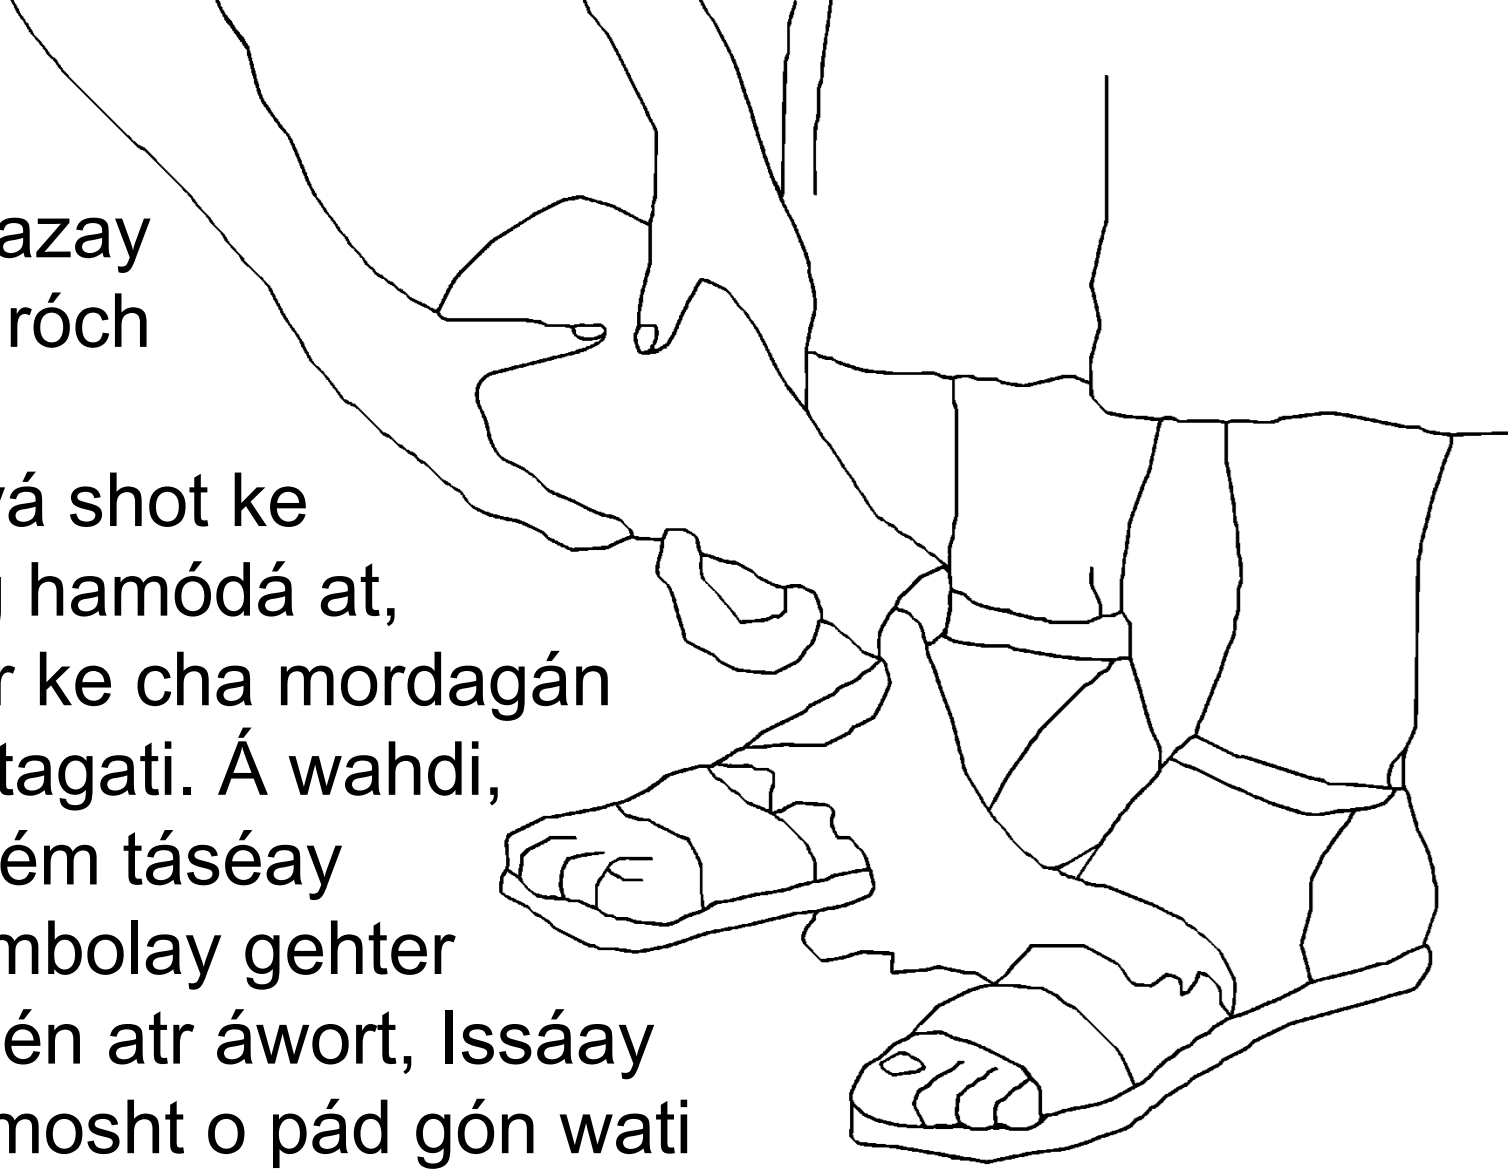 azay
róch
á shot ke
hamódá at,
ke cha mordagán
tagati. Á wahdi,
ém táséay
mbolay gehter
én atr áwort, Issáay
mosht o pád gón wati